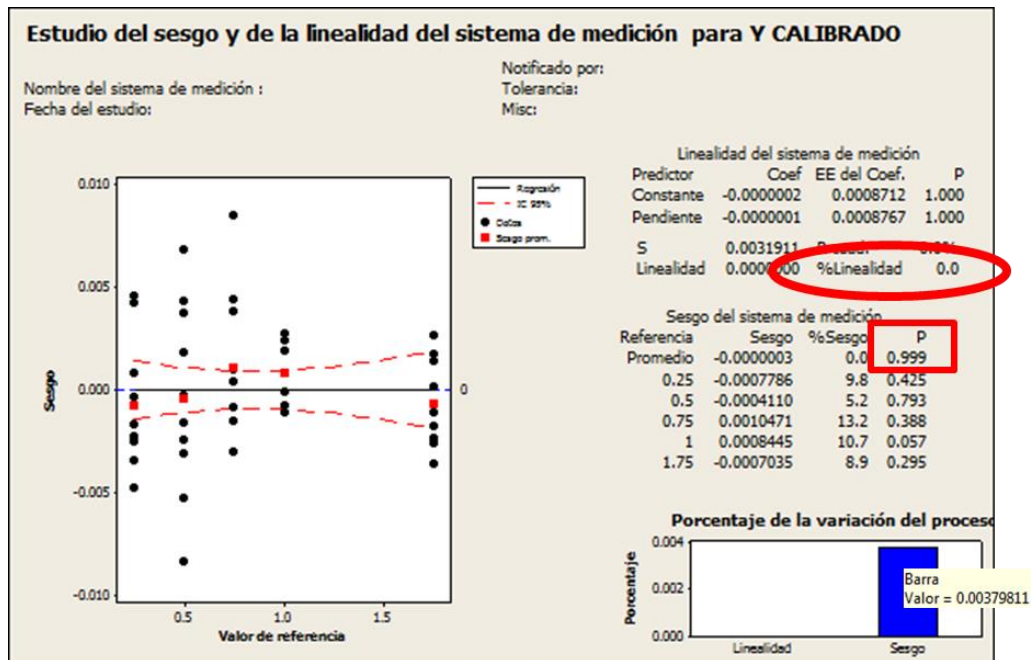 Estudio del sesgo y de la linealidad del sistema de medición para Y CALIBRADO
Nombre del sistema de medición :
Fecha del estudio:
Notificado por:
Tolerancia:
Misc:
0.010
0.005
0.000
-0.005
-0.010
Sesgo
0.5 1.0 1.5
Valor de referencia
0
Regresión
IC 95%
Datos
Sesgo prom.
Linealidad del sistema de medición
Predictor Coef EE del Coef. P
Constante -0.0000002 0.0008712 1.000
Pendiente -0.0000001 0.0008767 1.000
S 0.0031911
Linealidad 0.0000000 %Linealidad 0.0
Sesgo del sistema de medición
Referencia Sesgo %Sesgo P
Promedio -0.0000003 0.0 0.999
0.25 -0.0007786 9.8 0.425
0.5 -0.0004110 5.2 0.793
0.75 0.0010471 13.2 0.388
1 0.0008445 10.7 0.057
1.75 -0.0007035 8.9 0.295
Porcentaje de la variación del proceso
0.004
0.002
0.000
Porcentaje
Linealidad Sesgo
Barra
Valor = 0.00379811